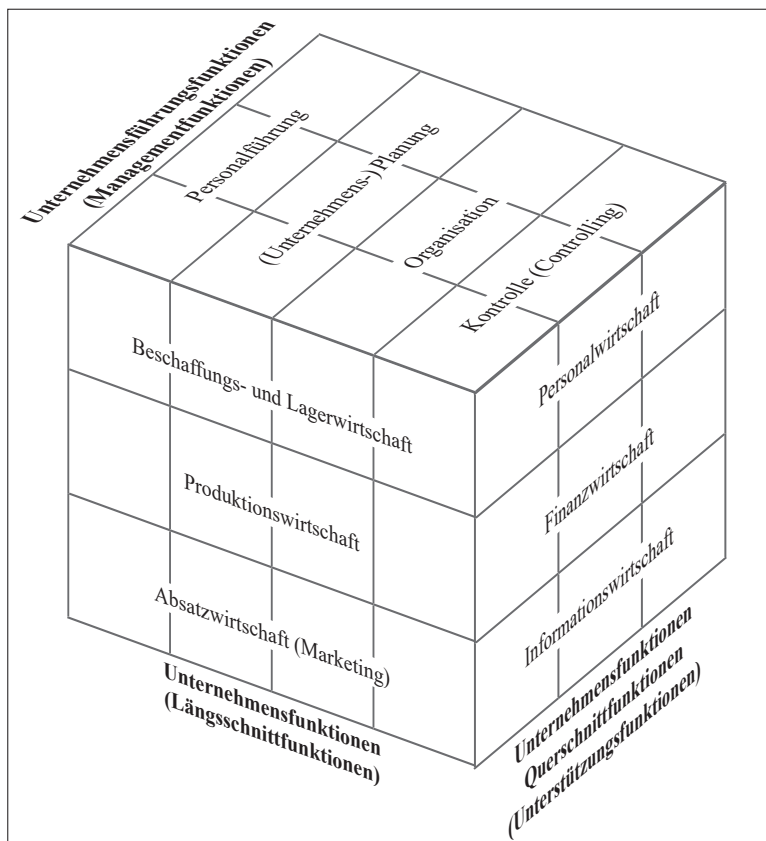 Unternehmensführungsfunktionen
(Managementfunktionen)
Personalführung
(Unternehmens-) Planung
Organisation
Kontrolle (Controlling)
Beschaffungs- und Lagerwirtschaft
Produktionswirtschaft
Absatzwirtschaft (Marketing)
Personalwirtschaft
Finanzwirtschaft
Informationswirtschaft
Unternehmensfunktionen
(Längsschnittfunktionen)
Unternehmensfunktionen
Querschnittfunktionen
(Unterstützungsfunktionen)